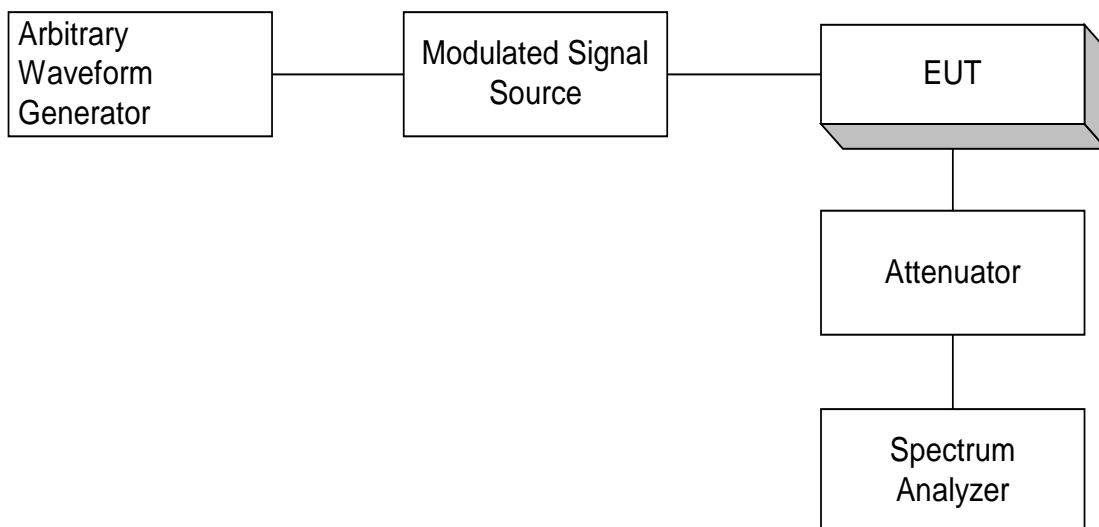 Arbitrary
Waveform
Generator
Modulated Signal
Source
EUT
Attenuator
Spectrum
Analyzer